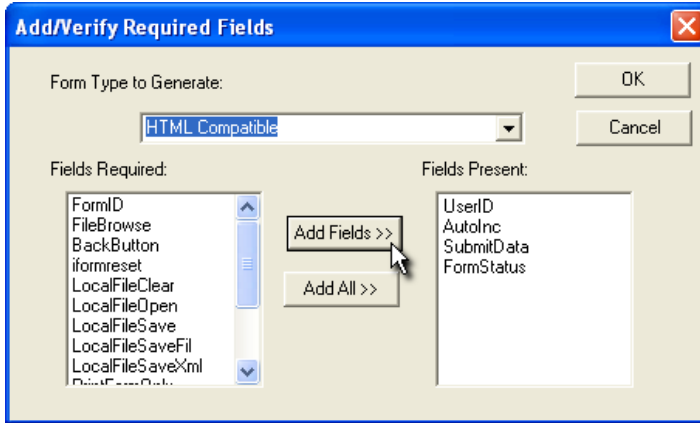 Add/Verify Required Fields
Form Type to Generate:
OK
HTML Compatible
Cancel
Fields Required:
Fields Present:
FormID
FileBrowse
BackButton
iformreset
LocalFileClear
LocalFileOpen
LocalFileSave
LocalFileSaveFil
LocalFileSaveXml
PrintFormOnly
Add Fields >>
Add All >>
UserID
AutoInc
SubmitData
FormStatus